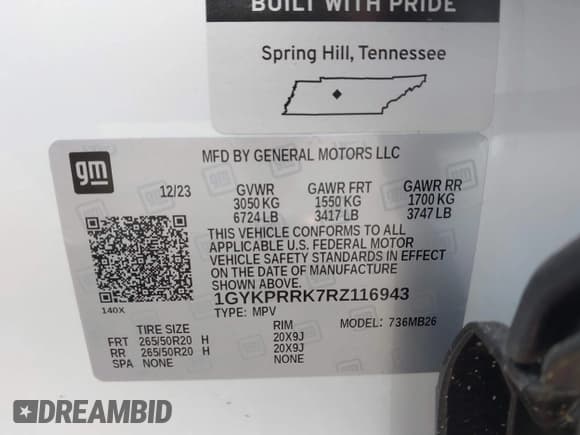 BUILT WITH PRIDE
Spring Hill, Tennessee
gm
MFD BY GENERAL MOTORS LLC
12/23 GVWR GAWR FRT GAWR RR
3050 KG 1550 KG 1700 KG
6724 LB 3417 LB 3747 LB
THIS VEHICLE CONFORMS TO ALL
APPLICABLE U.S. FEDERAL MOTOR
VEHICLE SAFETY STANDARDS IN EFFECT
ON THE DATE OF MANUFACTURE
SHOWN ABOVE.
1GYKPRRK7RZ116943
140X TYPE: MPV MODEL: 736MB26
TIRE SIZE RIM
FRT 265/50R20 H 20X9J
RR 265/50R20 H 20X9J
SPA NONE NONE
DREAMBID